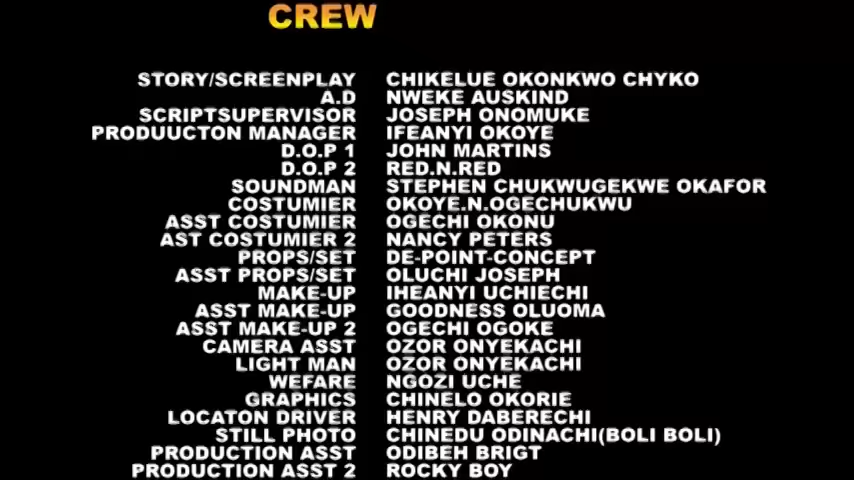 CREW
STORY/SCREENPLAY CHIKELUE OKONKWO CHYKO
A.D NWEKE AUSKIND
SCRIPTSUPERVISOR JOSEPH ONOMUKE
PRODUUCTON MANAGER IFEANYI OKOYE
D.O.P 1 JOHN MARTINS
D.O.P 2 RED.N.RED
SOUNDMAN STEPHEN CHUKWUGEKWE OKAFOR
COSTUMIER OKOYE.N.OGECHUKWU
ASST COSTUMIER OGECHI OKONU
AST COSTUMIER 2 NANCY PETERS
PROPS/SET DE-POINT-CONCEPT
ASST PROPS/SET OLUCHI JOSEPH
MAKE-UP IHEANYI UCHIECHI
ASST MAKE-UP GOODNESS OLUOMA
ASST MAKE-UP 2 OGECHI OGOKE
CAMERA ASST OZOR ONYEKACHI
LIGHT MAN OZOR ONYEKACHI
WEFARE NGOZI UCHE
GRAPHICS CHINELO OKORIE
LOCATON DRIVER HENRY DABERECHI
STILL PHOTO CHINEDU ODINACHI(BOLI BOLI)
PRODUCTION ASST ODIBEH BRIGT
PRODUCTION ASST 2 ROCKY BOY